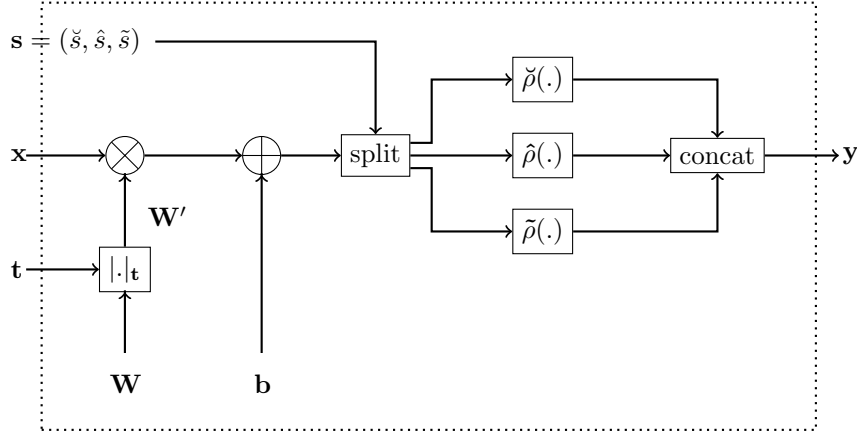 s = (s̆, ŝ, s̃)
ρ̆(.)
x
split
ρ̂(.)
concat
y
W′
ρ̃(.)
t
|.|ₜ
W
b